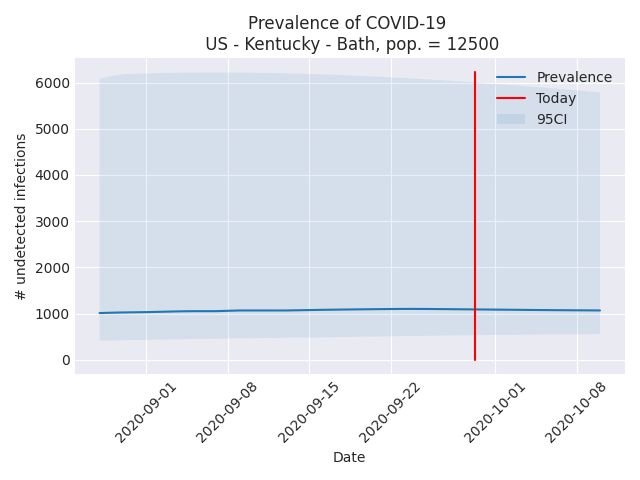 Prevalence of COVID-19
US - Kentucky - Bath, pop. = 12500
Prevalence
Today
95CI
# undetected infections
6000
5000
4000
3000
2000
1000
0
2020-09-01
2020-09-08
2020-09-15
2020-09-22
2020-10-01
2020-10-08
Date